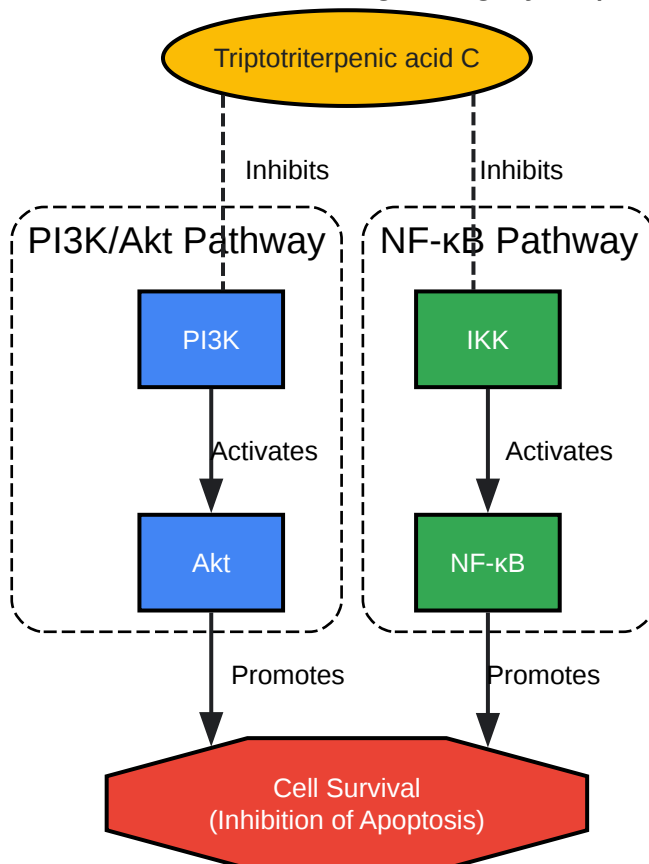 Triptotriterpenic acid C
Inhibits
Inhibits
PI3K/Akt Pathway
NF-κB Pathway
PI3K
IKK
Activates
Activates
Akt
NF-κB
Promotes
Promotes
Cell Survival
(Inhibition of Apoptosis)